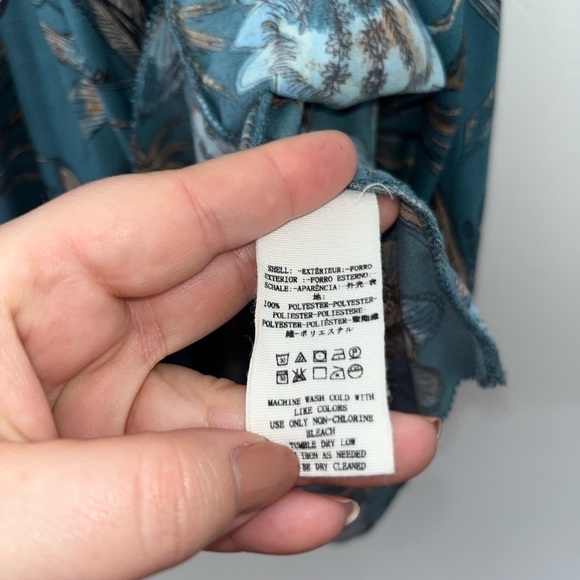 SHELL: -EXTÉRIEUR:-FORRO
EXTERIOR :-FORRO ESTERNO:-
SCHALE:-APARÊNCIA:-外壳 表
地:
100% POLYESTER-POLYESTER-
POLIESTER-POLIESTERE
POLYESTER-POLIÉSTER-聚酯纖
維-ポリエステル
MACHINE WASH COLD WITH
LIKE COLORS
USE ONLY NON-CHLORINE
BLEACH
TUMBLE DRY LOW
IRON AS NEEDED
BE DRY CLEANED